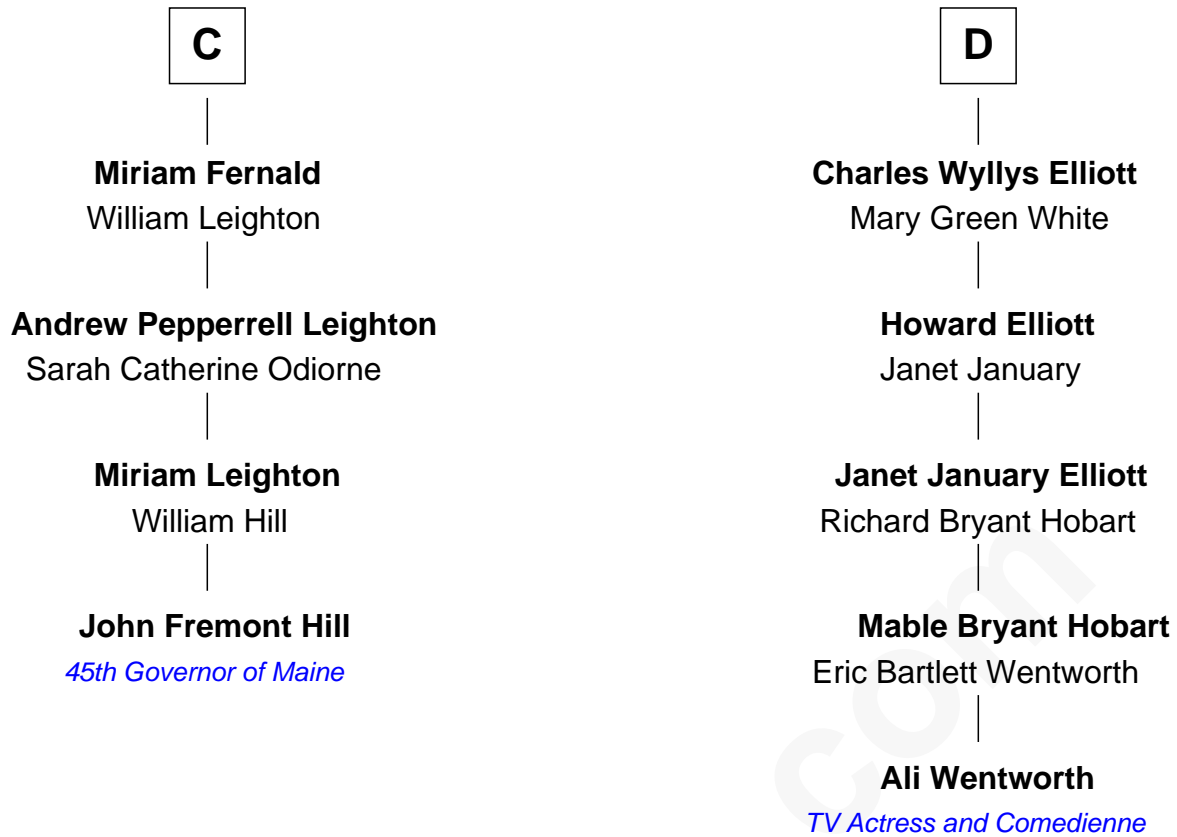 C
Miriam Fernald
William Leighton
Andrew Pepperrell Leighton
Sarah Catherine Odiorne
Miriam Leighton
William Hill
John Fremont Hill
45th Governor of Maine
D
Charles Wyllys Elliott
Mary Green White
Howard Elliott
Janet January
Janet January Elliott
Richard Bryant Hobart
Mable Bryant Hobart
Eric Bartlett Wentworth
Ali Wentworth
TV Actress and Comedienne
com